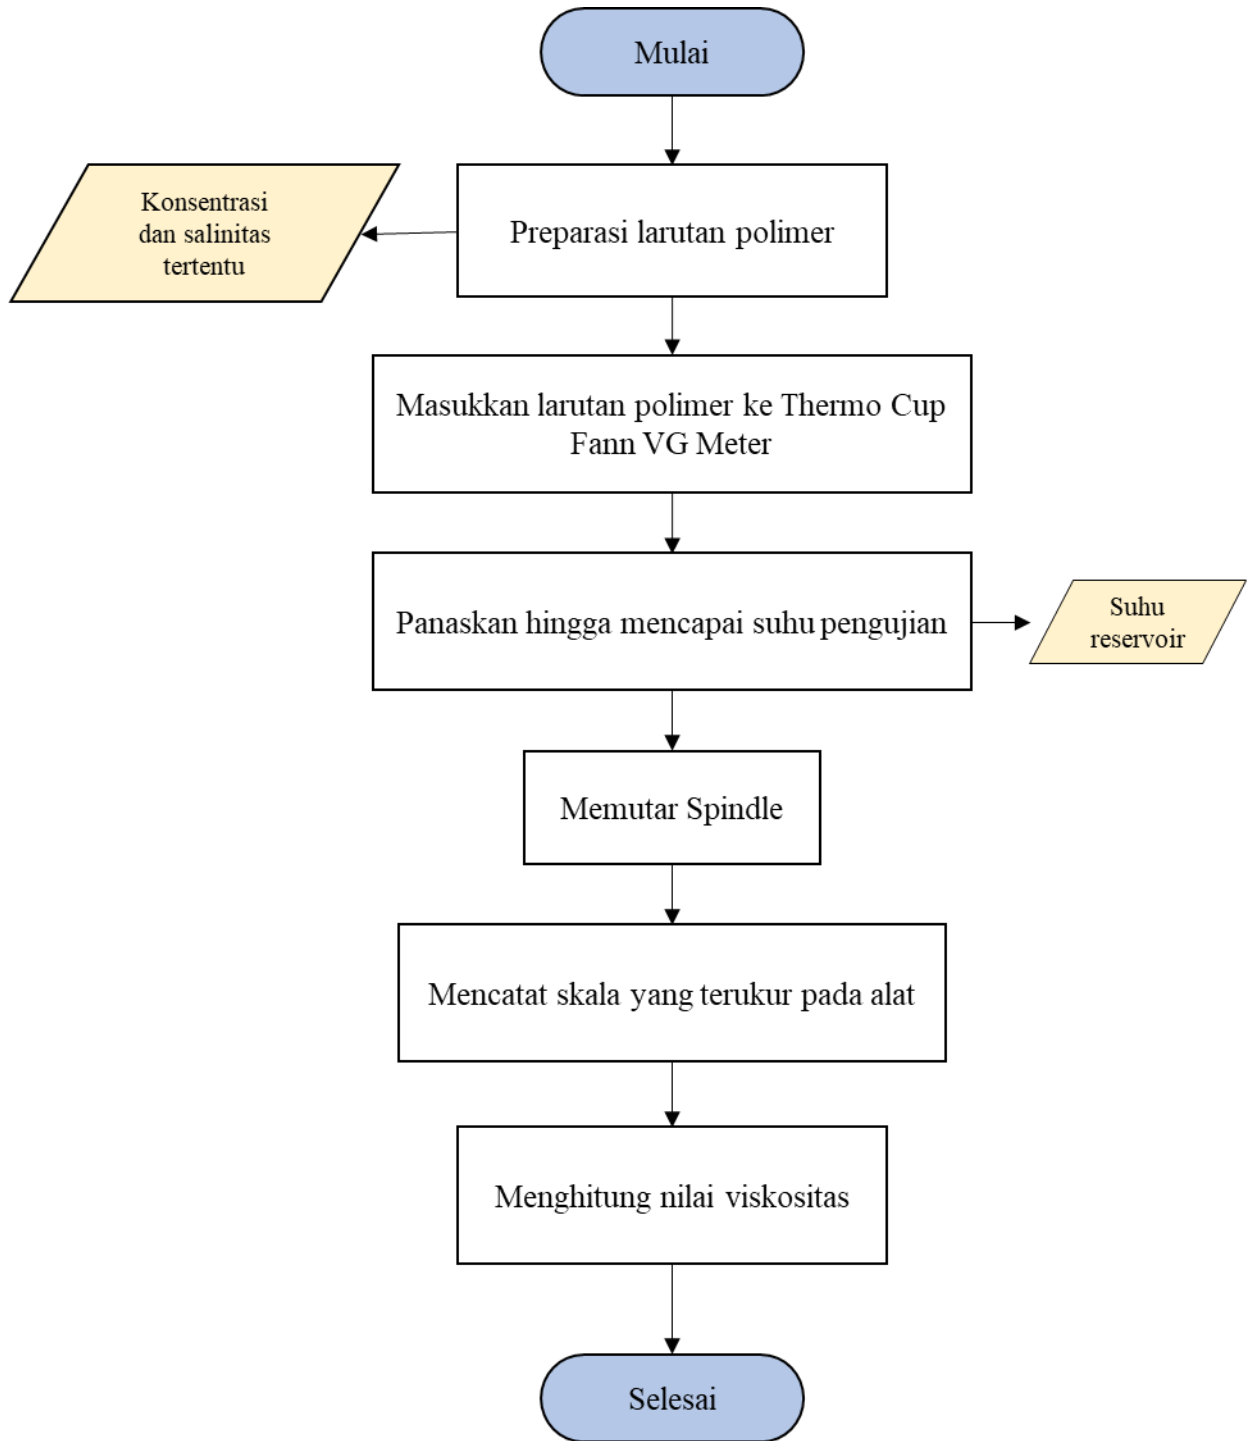 Mulai
Konsentrasi
dan salinitas
tertentu
Preparasi larutan polimer
Masukkan larutan polimer ke Thermo Cup
Fann VG Meter
Panaskan hingga mencapai suhu pengujian
Suhu
reservoir
Memutar Spindle
Mencatat skala yang terukur pada alat
Menghitung nilai viskositas
Selesai